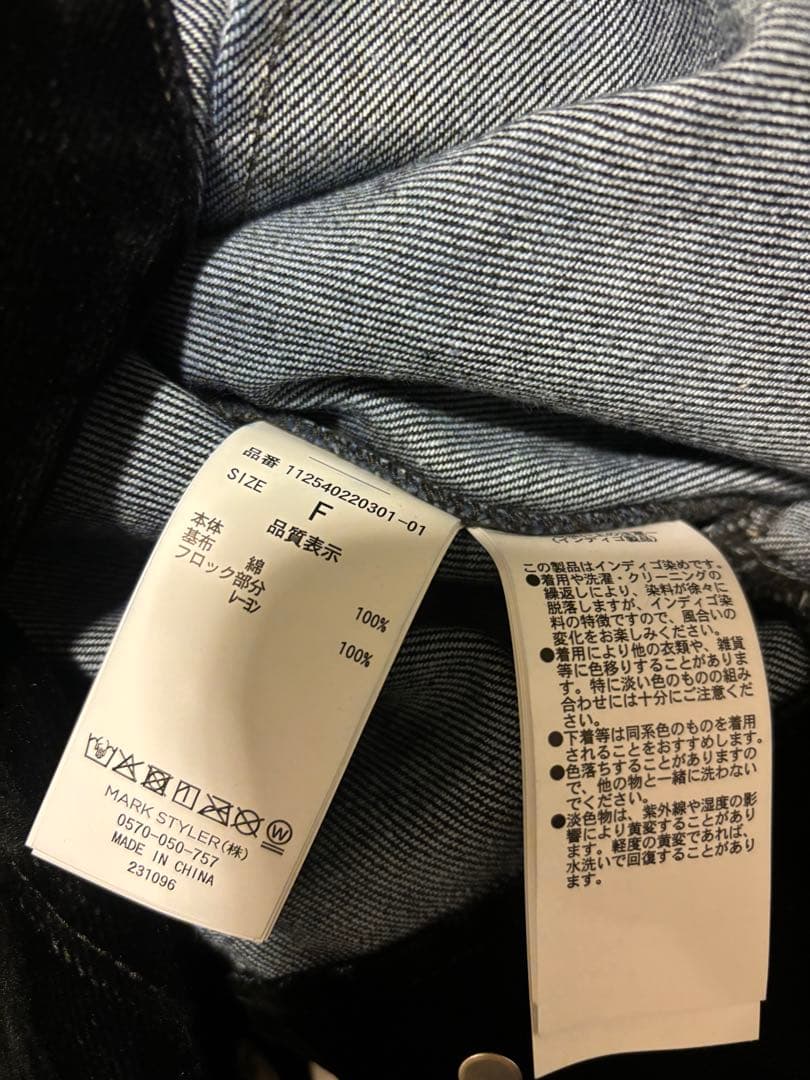 品番 112540220301-01
SIZE
F
品質表示
本体
基布 綿 100%
フロック部分
レーヨン 100%
MARK STYLER(株)
0570-050-757
MADE IN CHINA
231096
この製品はインディゴ染めです。
●着用や洗濯・クリーニングの
繰返しにより、染料が徐々に
脱落しますが、インディゴ染
料の特徴ですので、風合いの
変化をお楽しみください。
●着用により他の衣類や、雑貨
等に色移りすることがありま
す。特に淡い色のものの組み
合わせには十分にご注意くだ
さい。
●下着等は同系色のものを着用
されることをおすすめします。
●色落ちすることがありますの
で、他の物と一緒に洗わない
でください。
●淡色物は、紫外線や湿度の影
響により黄変することがあり
ます。軽度の黄変であれば、
水洗いで回復することがあり
ます。